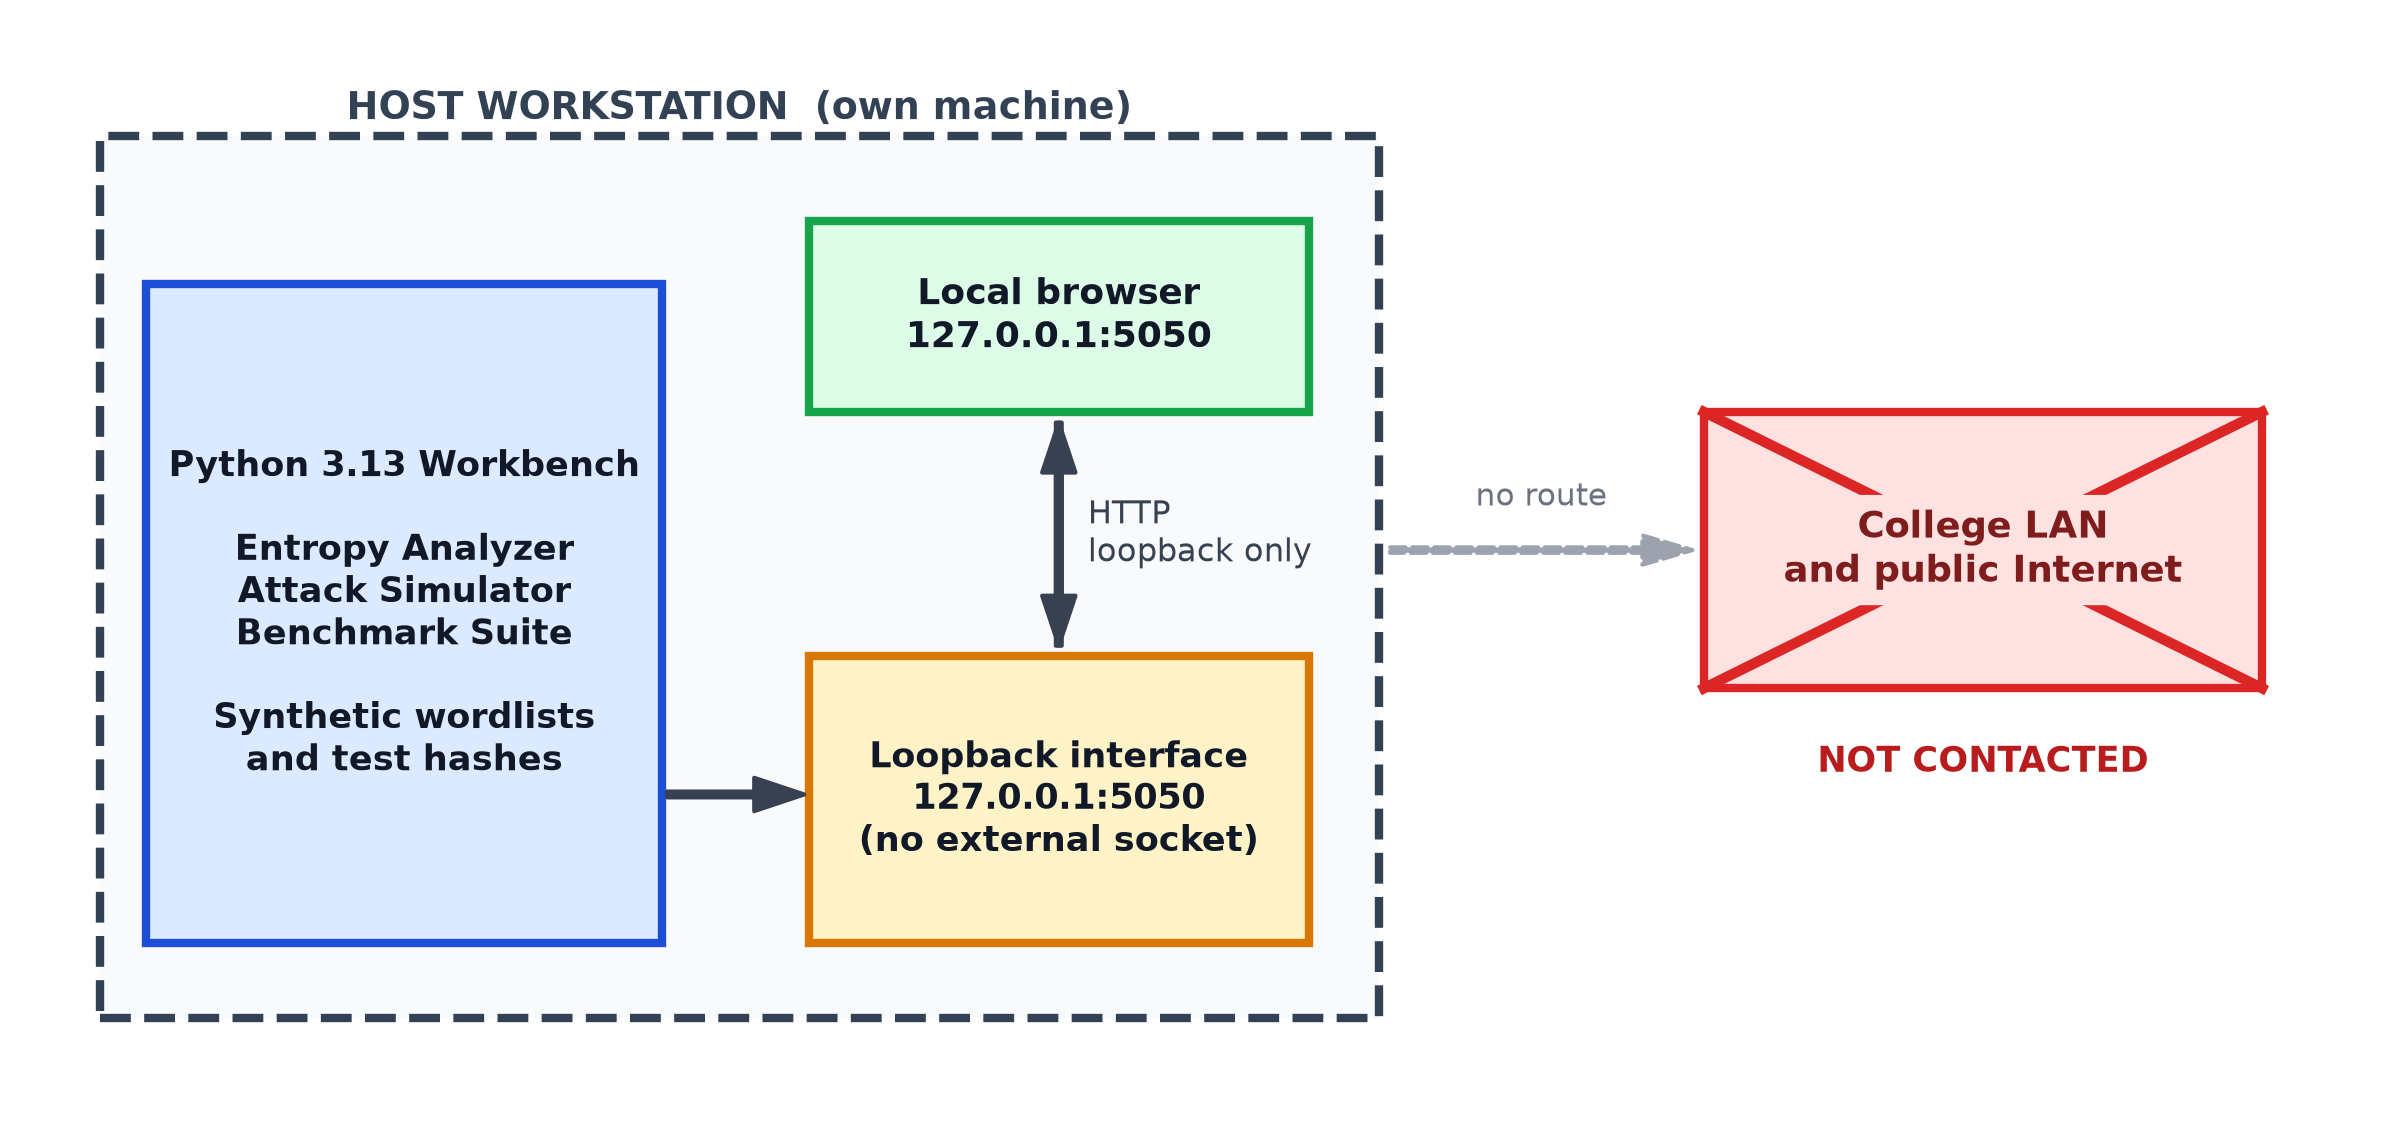 HOST WORKSTATION  (own machine)
Python 3.13 Workbench
Entropy Analyzer
Attack Simulator
Benchmark Suite
Synthetic wordlists
and test hashes
Local browser
127.0.0.1:5050
HTTP
loopback only
Loopback interface
127.0.0.1:5050
(no external socket)
no route
College LAN
and public Internet
NOT CONTACTED